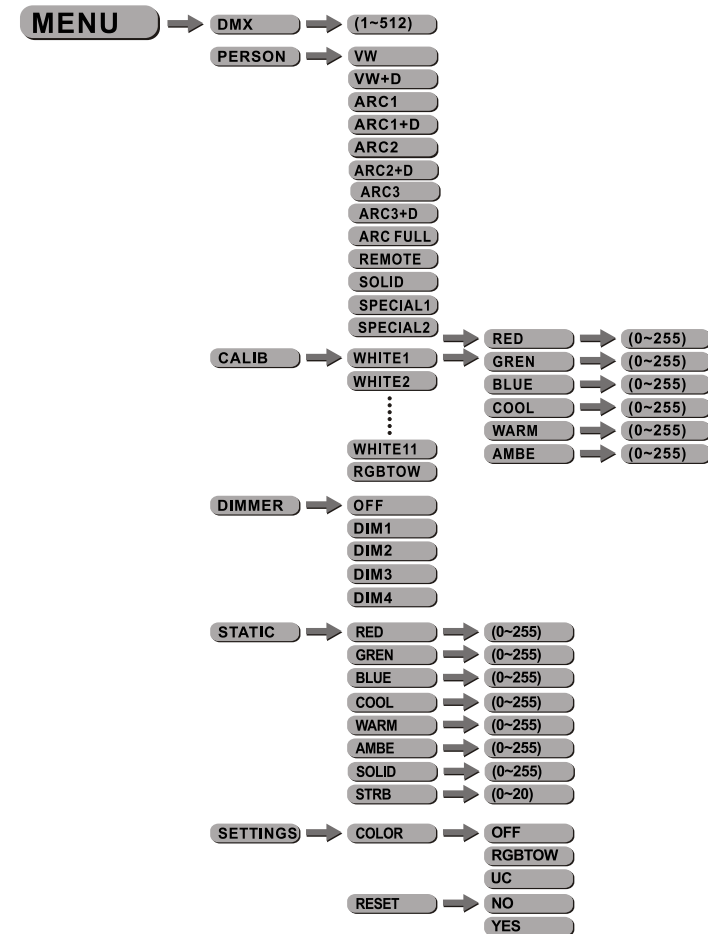 MENU DMX (1~512)
PERSON VW
VW+D
ARC1
ARC1+D
ARC2
ARC2+D
ARC3
ARC3+D
ARC FULL
REMOTE
SOLID
SPECIAL1
SPECIAL2
RED (0~255)
CALIB WHITE1 GREN (0~255)
WHITE2 BLUE (0~255)
COOL (0~255)
WARM (0~255)
WHITE11 AMBE (0~255)
RGBTOW
DIMMER OFF
DIM1
DIM2
DIM3
DIM4
STATIC RED (0~255)
GREN (0~255)
BLUE (0~255)
COOL (0~255)
WARM (0~255)
AMBE (0~255)
SOLID (0~255)
STRB (0~20)
SETTINGS COLOR OFF
RGBTOW
UC
RESET NO
YES